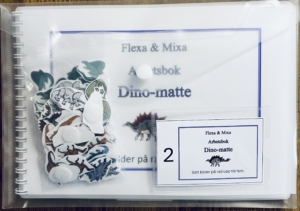 Flexa & Mixa
Arbetsbok
Dino-matte
2
Flexa & Mixa
Arbetsbok
Dino-matte